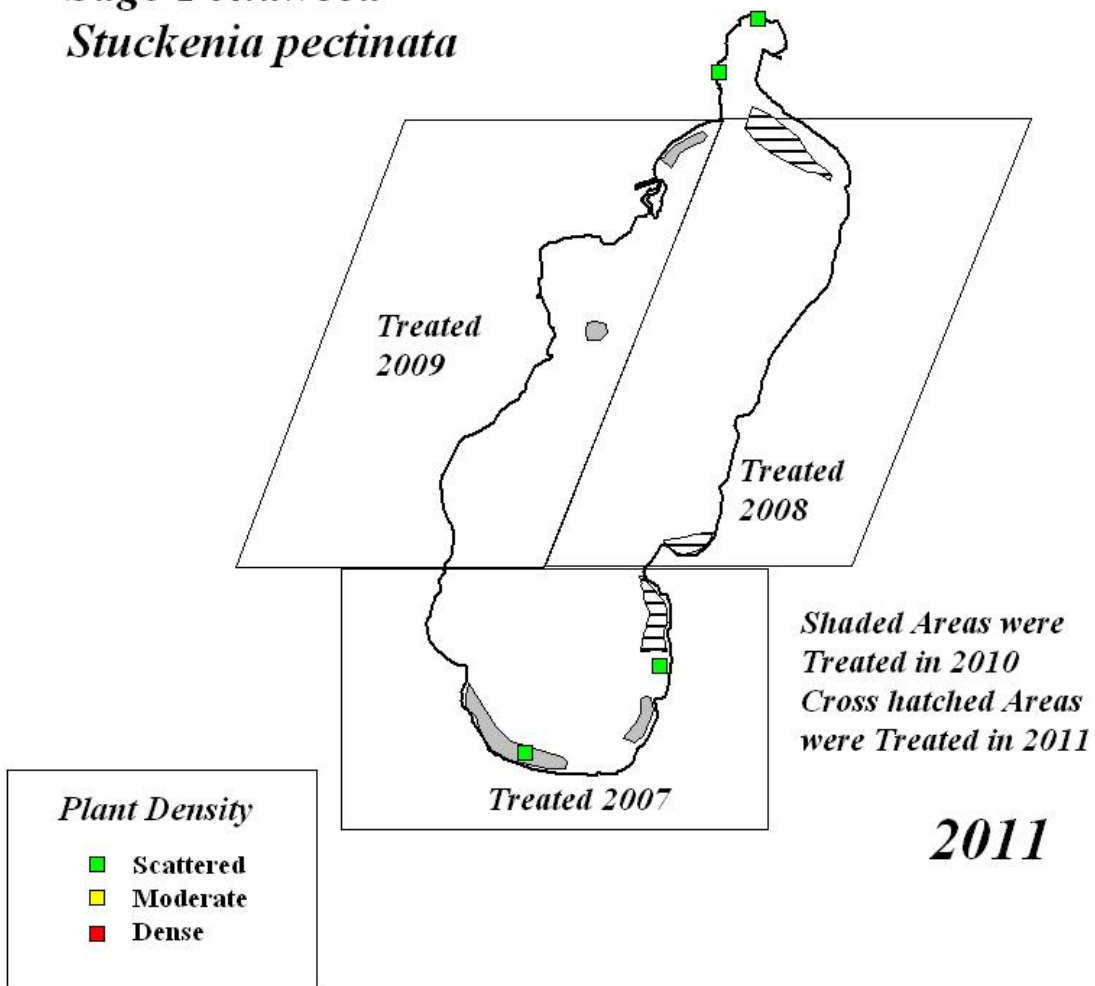 Stuckenia pectinata
Treated
2009
Treated
2008
Shaded Areas were
Treated in 2010
Cross hatched Areas
were Treated in 2011
Treated 2007
Plant Density
Scattered
Moderate
Dense
2011